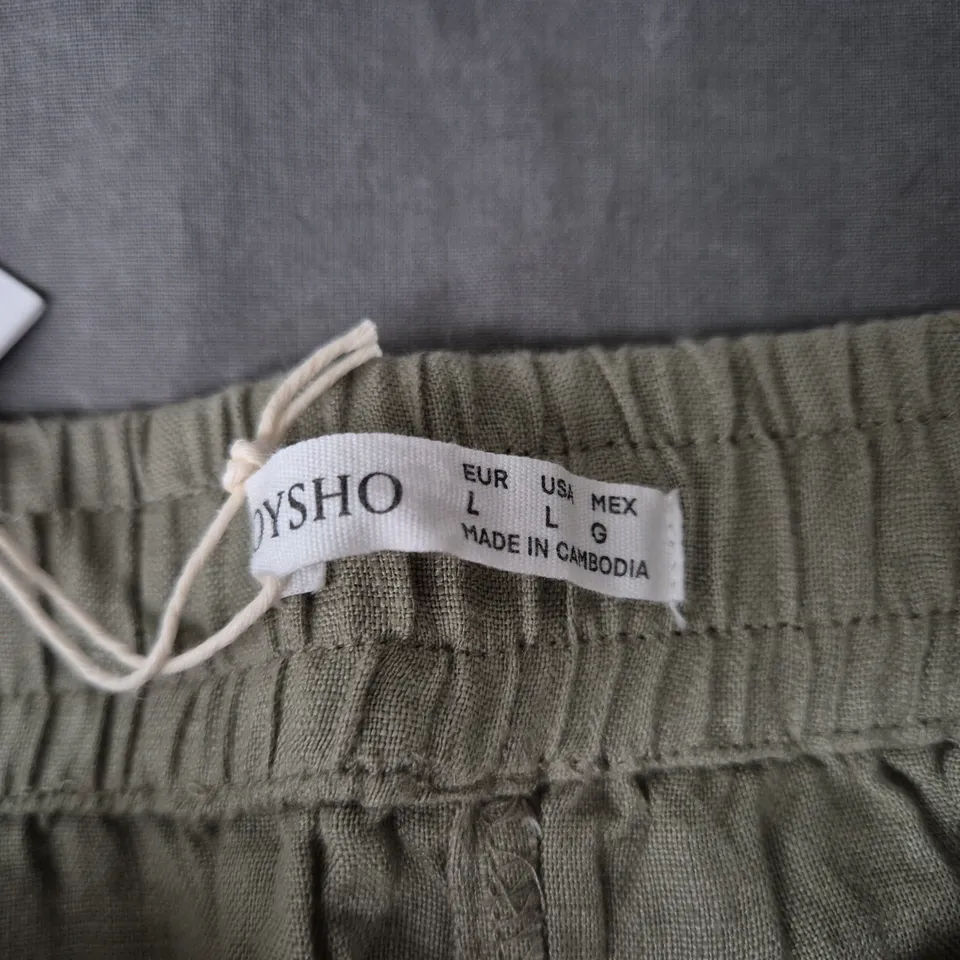 OYSHO
EUR USA MEX
L L G
MADE IN CAMBODIA